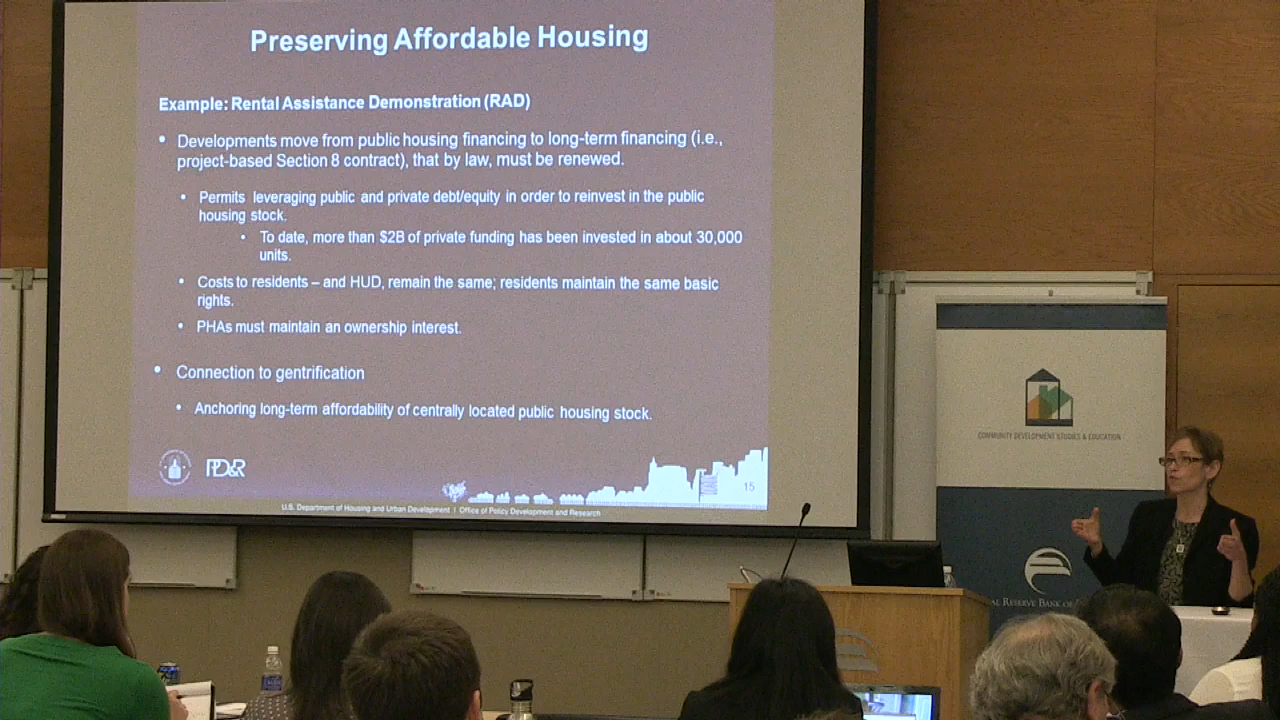 Preserving Affordable Housing
Example: Rental Assistance Demonstration (RAD)
• Developments move from public housing financing to long-term financing (i.e.,
project-based Section 8 contract), that by law, must be renewed.
• Permits leveraging public and private debt/equity in order to reinvest in the public
housing stock.
• To date, more than $2B of private funding has been invested in about 30,000
units.
• Costs to residents – and HUD, remain the same; residents maintain the same basic
rights.
• PHAs must maintain an ownership interest.
• Connection to gentrification
• Anchoring long-term affordability of centrally located public housing stock.
PD&R
15
U.S. Department of Housing and Urban Development | Office of Policy Development and Research
COMMUNITY DEVELOPMENT STUDIES & EDUCATION
AL RESERVE BANK OF